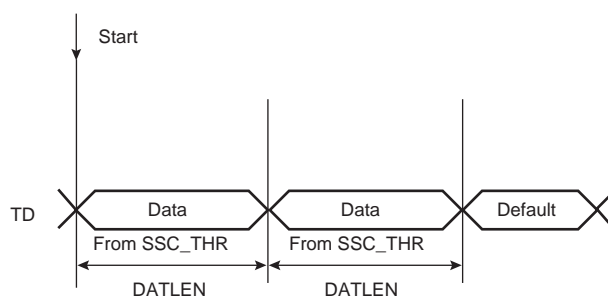 Start
TD
Data
Data
Default
From SSC_THR
From SSC_THR
DATLEN
DATLEN